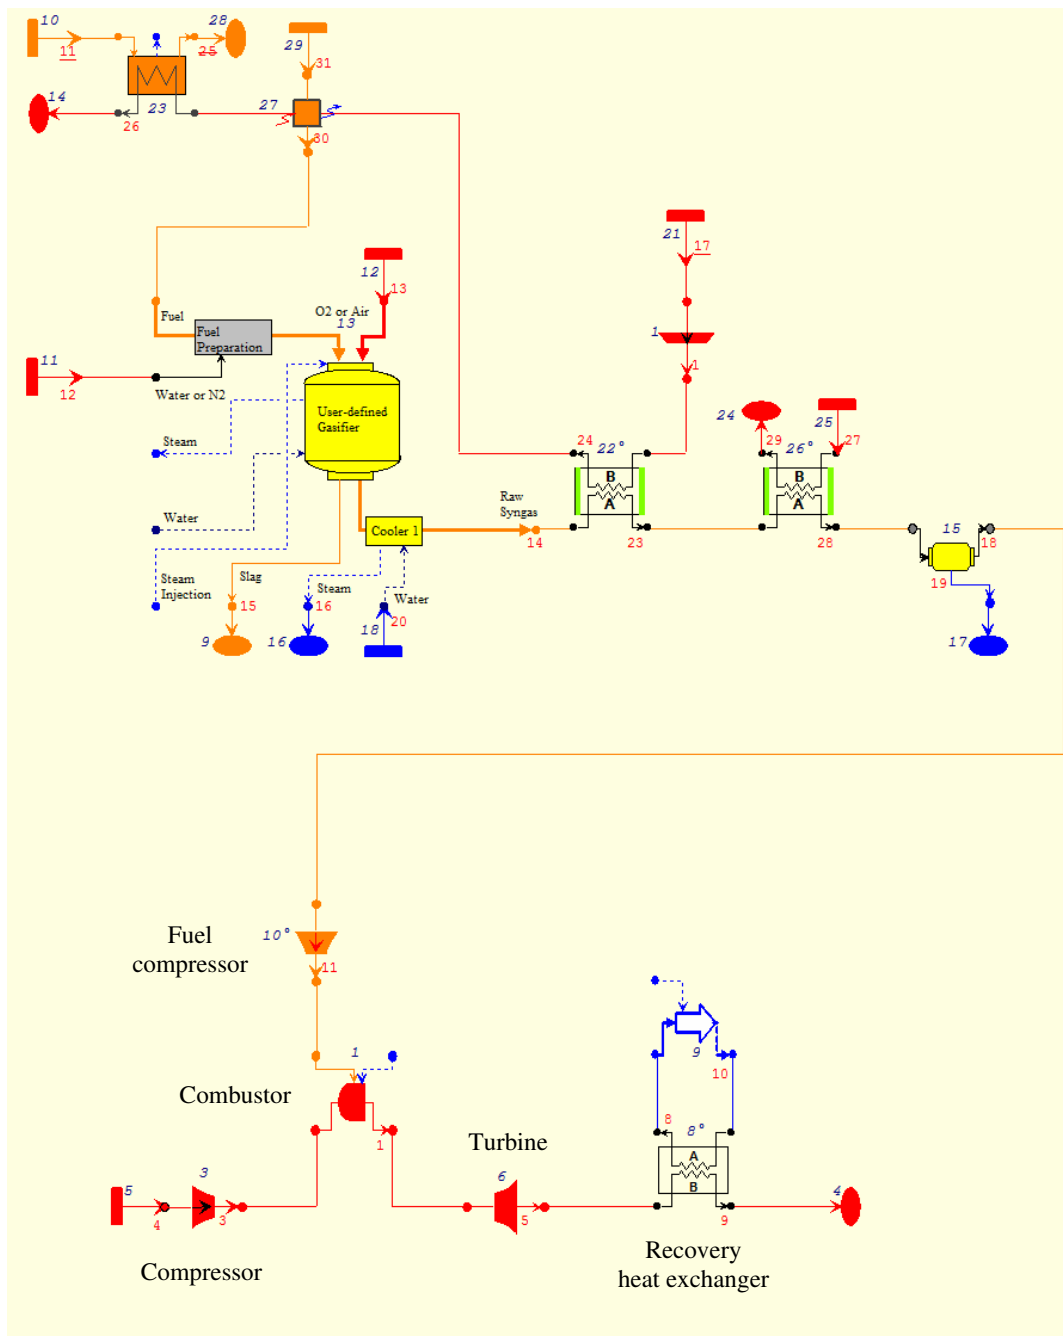 10
28
11
25
29
31
14
23
27
26
30
21
17
12
13
O2 or Air
13
Fuel
Fuel
Preparation
1
1
11
12
Water or N2
User-defined
Gasifier
24
25
Steam
24
22°
29
26°
27
B
A
B
A
Raw
Syngas
Cooler 1
Water
14
23
28
15
18
19
Steam
Injection
Slag
Steam
Water
15
16
20
9
16
18
17
Fuel
compressor
10°
11
1
9
10
Combustor
1
8
8°
Turbine
A
B
5
3
6
4
4
3
5
9
Compressor
Recovery
heat exchanger